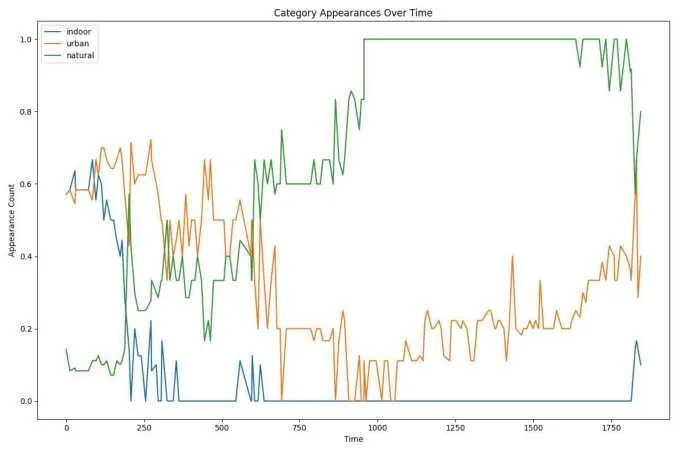 Category Appearances Over Time
indoor
urban
natural
1.0
0.8
0.6
0.4
0.2
0.0
Appearance Count
0 250 500 750 1000 1250 1500 1750
Time